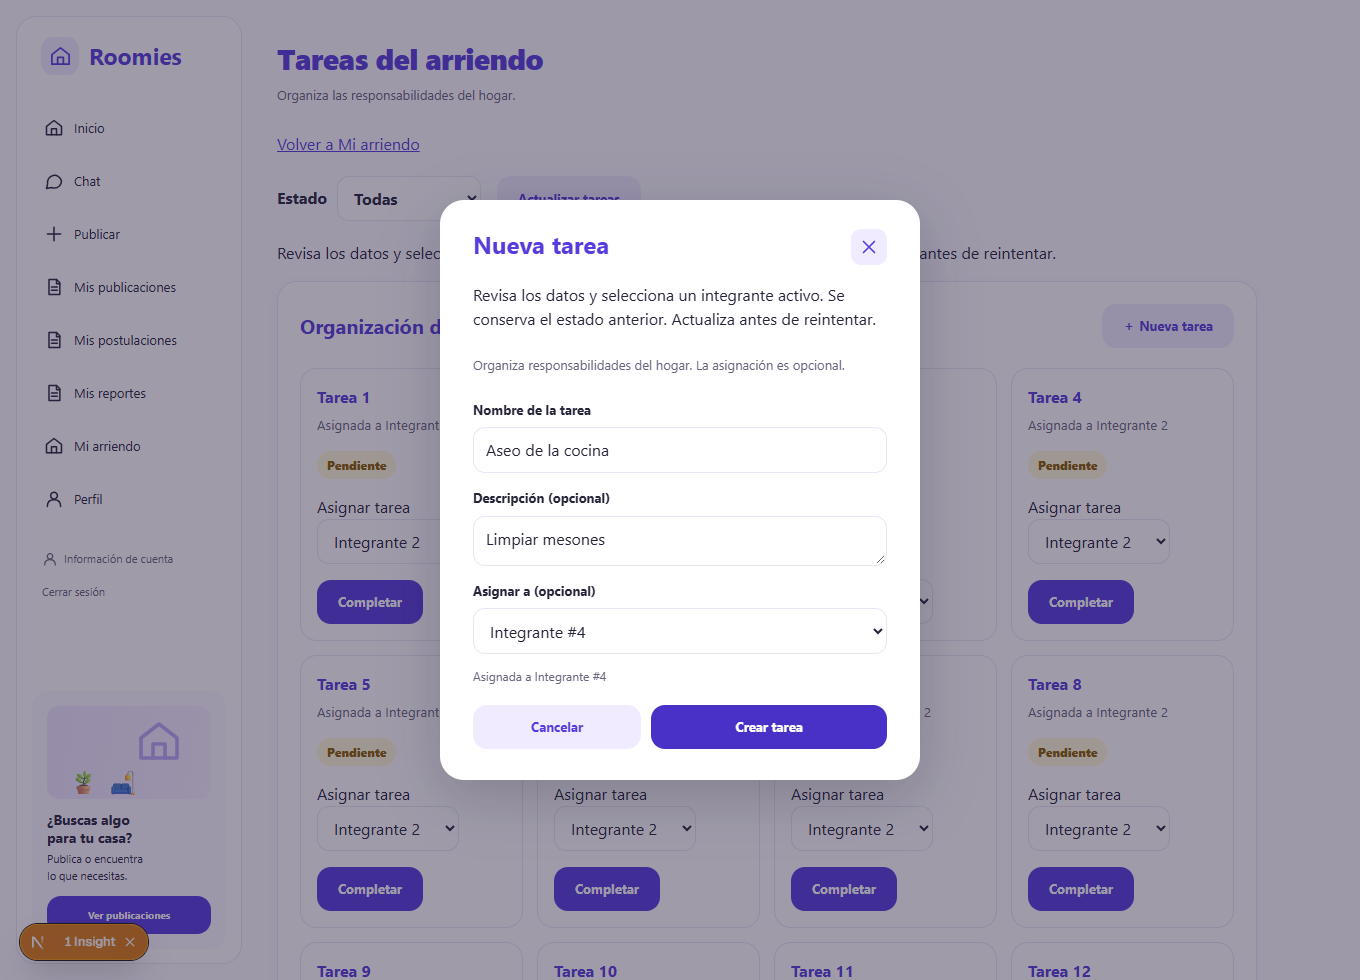 Roomies
Inicio
Chat
Publicar
Mis publicaciones
Mis postulaciones
Mis reportes
Mi arriendo
Perfil
Información de cuenta
Cerrar sesión
¿Buscas algo
para tu casa?
Publica o encuentra
lo que necesitas.
Ver publicaciones
N 1 Insight
Tareas del arriendo
Organiza las responsabilidades del hogar.
Volver a Mi arriendo
Estado Todas Actualizar tareas
Revisa los datos y selec antes de reintentar.
Organización d
+ Nueva tarea
Nueva tarea
Revisa los datos y selecciona un integrante activo. Se
conserva el estado anterior. Actualiza antes de reintentar.
Organiza responsabilidades del hogar. La asignación es opcional.
Nombre de la tarea
Aseo de la cocina
Descripción (opcional)
Limpiar mesones
Asignar a (opcional)
Integrante #4
Asignada a Integrante #4
Cancelar Crear tarea
Tarea 1
Asignada a Integrant
Pendiente
Asignar tarea
Integrante 2
Completar
Tarea 4
Asignada a Integrante 2
Pendiente
Asignar tarea
Integrante 2
Completar
Tarea 5
Asignada a Integrant
Pendiente
Asignar tarea
Integrante 2
Completar
Asignar tarea
Integrante 2
Completar
2
Asignar tarea
Integrante 2
Completar
Tarea 8
Asignada a Integrante 2
Pendiente
Asignar tarea
Integrante 2
Completar
Tarea 9
Tarea 10
Tarea 11
Tarea 12